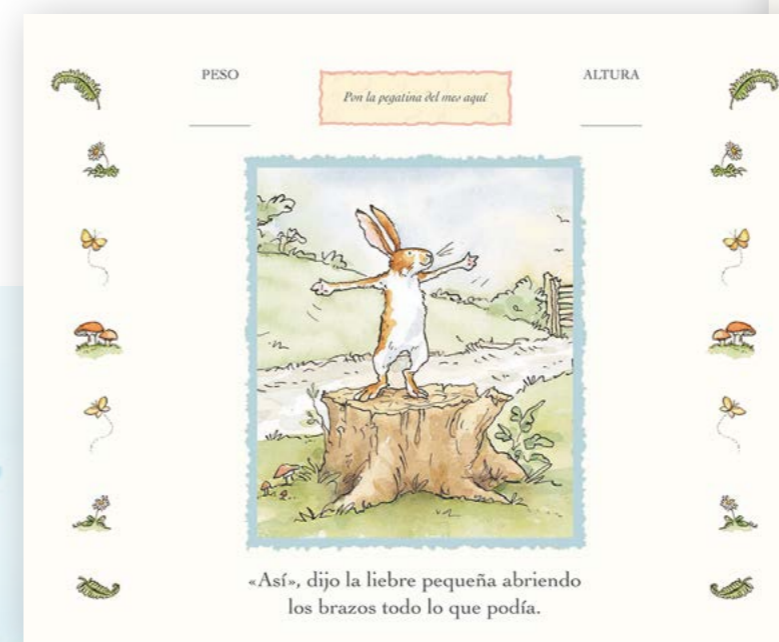 PESO
Pon la pegatina del mes aquí
ALTURA
«Así», dijo la liebre pequeña abriendo
los brazos todo lo que podía.